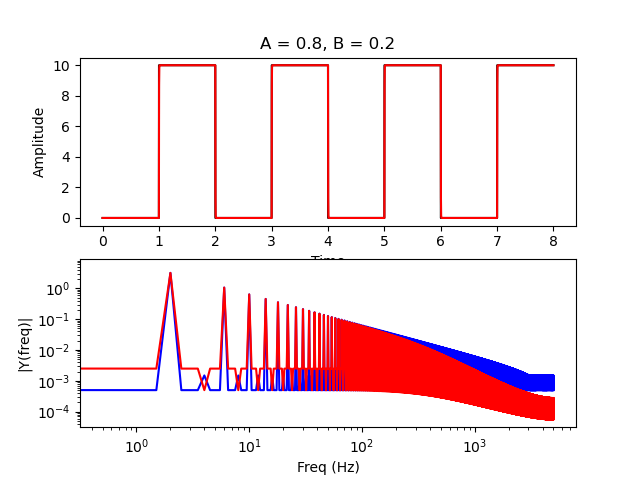 A = 0.8, B = 0.2
Amplitude
10
8
6
4
2
0
0 1 2 3 4 5 6 7 8
|Y(freq)|
10⁰
10⁻¹
10⁻²
10⁻³
10⁻⁴
10⁰ 10¹ 10² 10³
Freq (Hz)